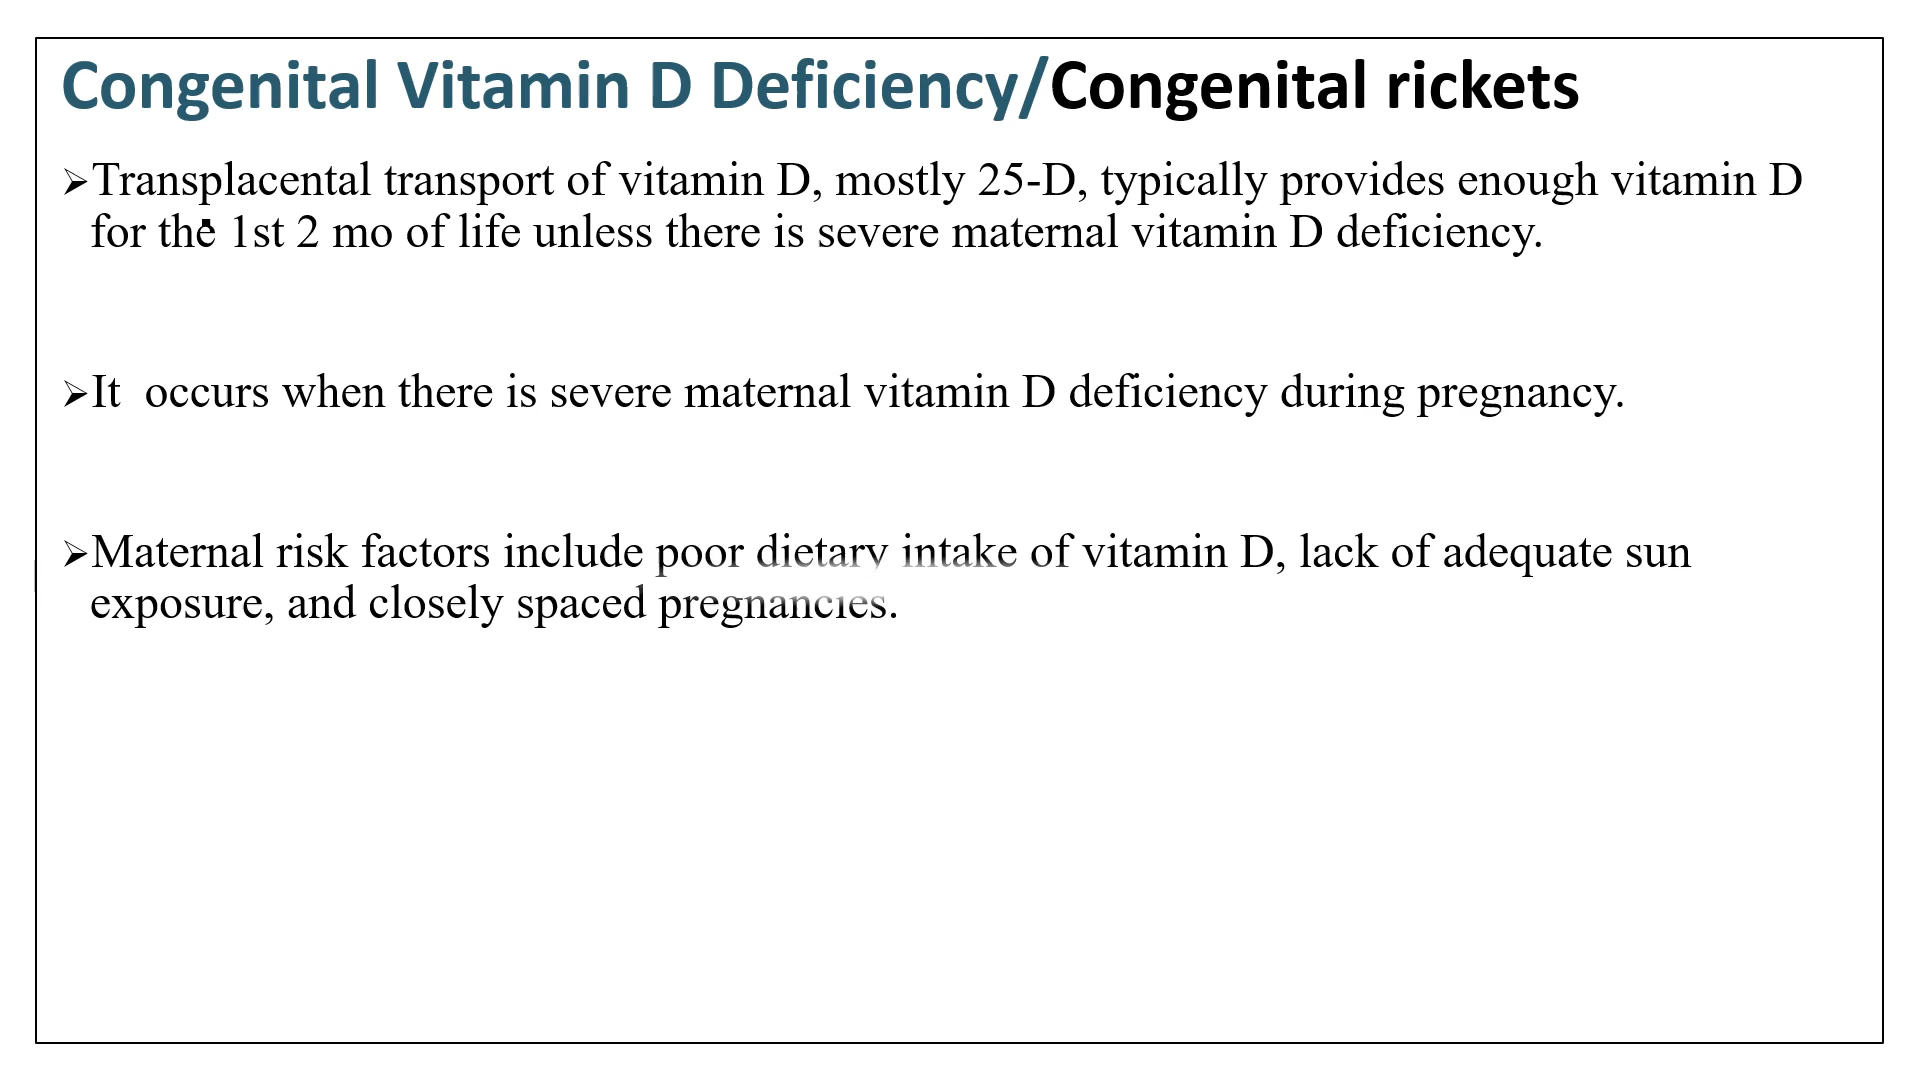 Congenital Vitamin D Deficiency/Congenital rickets
➢Transplacental transport of vitamin D, mostly 25-D, typically provides enough vitamin D
for the 1st 2 mo of life unless there is severe maternal vitamin D deficiency.
➢It  occurs when there is severe maternal vitamin D deficiency during pregnancy.
➢Maternal risk factors include poor dietary intake of vitamin D, lack of adequate sun
exposure, and closely spaced pregnancies.